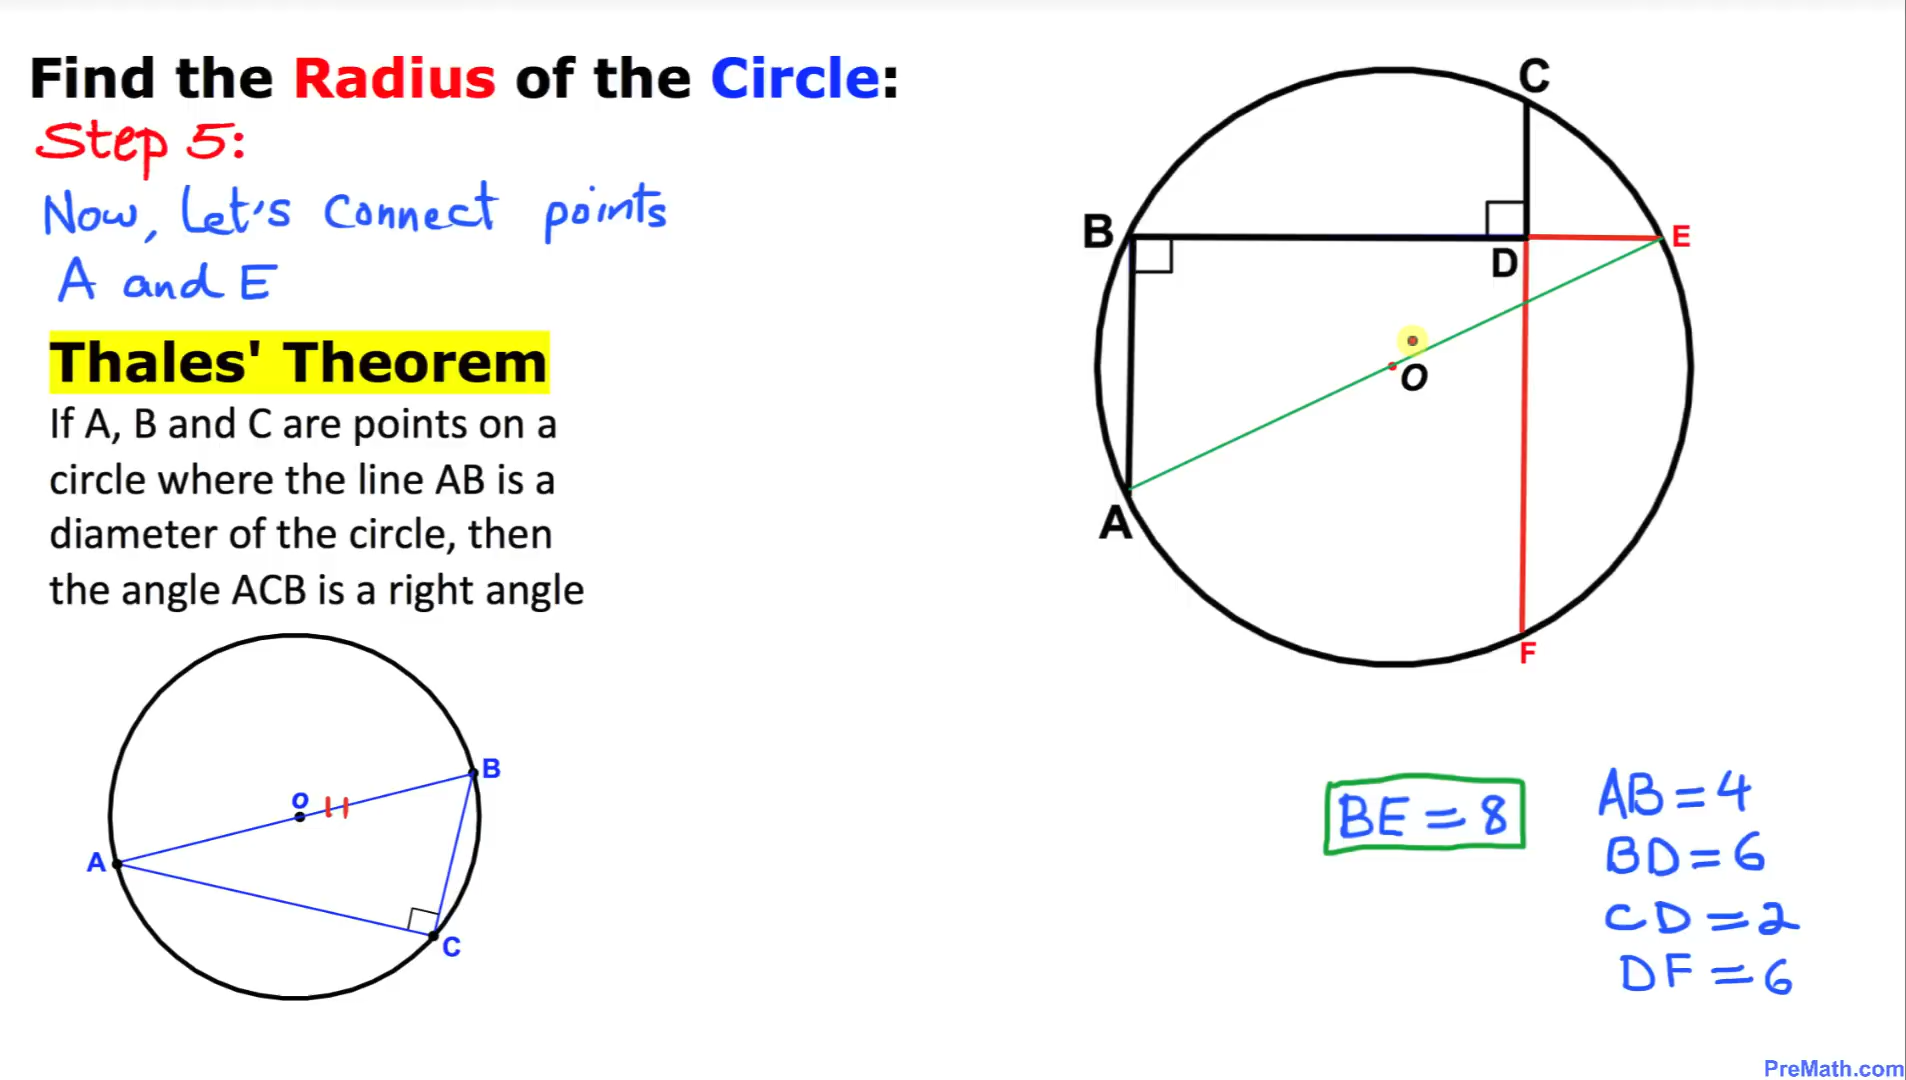 Find the Radius of the Circle:
Step 5:
Now, Let's Connect points
A and E
Thales' Theorem
If A, B and C are points on a
circle where the line AB is a
diameter of the circle, then
the angle ACB is a right angle
O
B
A
C
C
B
D
E
O
A
F
BE = 8
AB = 4
BD = 6
CD = 2
DF = 6
PreMath.com